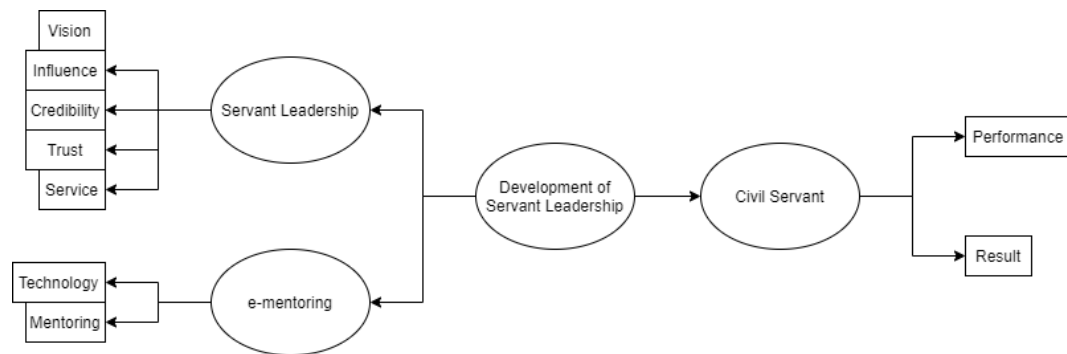 Vision
Influence
Credibility
Trust
Service
Servant Leadership
Technology
Mentoring
e-mentoring
Development of
Servant Leadership
Civil Servant
Performance
Result